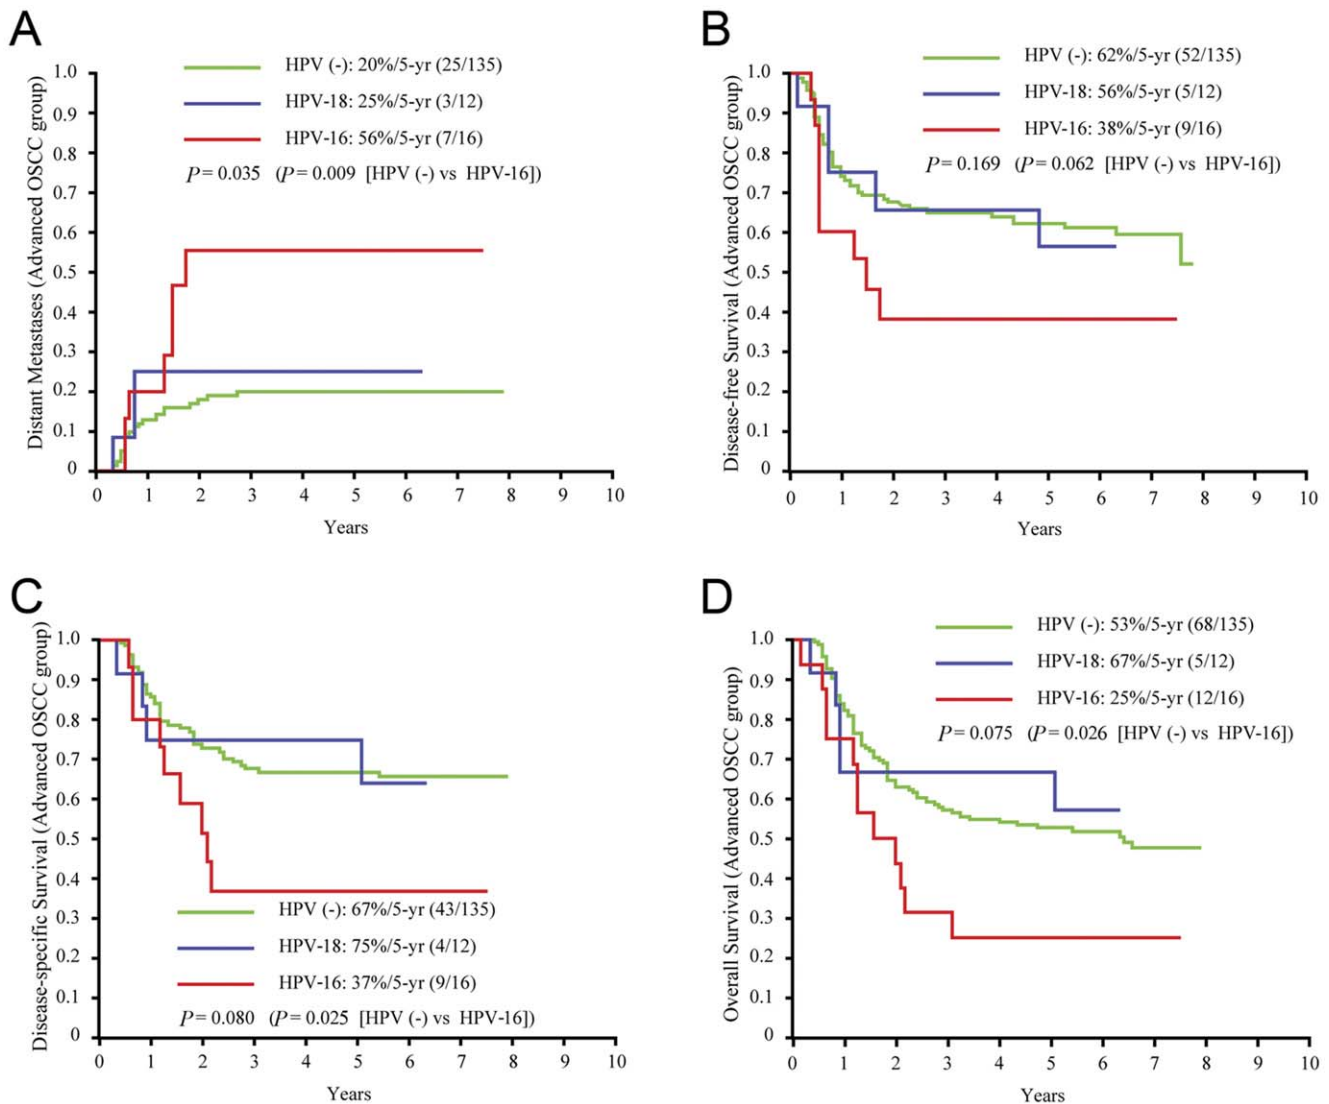 A
Distant Metastases (Advanced OSCC group)
HPV (-): 20%/5-yr (25/135)
HPV-18: 25%/5-yr (3/12)
HPV-16: 56%/5-yr (7/16)
P = 0.035 (P = 0.009 [HPV (-) vs HPV-16])
1.0
0.9
0.8
0.7
0.6
0.5
0.4
0.3
0.2
0.1
0
0 1 2 3 4 5 6 7 8 9 10
Years
B
Disease-free Survival (Advanced OSCC group)
HPV (-): 62%/5-yr (52/135)
HPV-18: 56%/5-yr (5/12)
HPV-16: 38%/5-yr (9/16)
P = 0.169 (P = 0.062 [HPV (-) vs HPV-16])
1.0
0.9
0.8
0.7
0.6
0.5
0.4
0.3
0.2
0.1
0
0 1 2 3 4 5 6 7 8 9 10
Years
C
Disease-specific Survival (Advanced OSCC group)
1.0
0.9
0.8
0.7
0.6
0.5
0.4
0.3
0.2
0.1
0
HPV (-): 67%/5-yr (43/135)
HPV-18: 75%/5-yr (4/12)
HPV-16: 37%/5-yr (9/16)
P = 0.080 (P = 0.025 [HPV (-) vs HPV-16])
0 1 2 3 4 5 6 7 8 9 10
Years
D
Overall Survival (Advanced OSCC group)
HPV (-): 53%/5-yr (68/135)
HPV-18: 67%/5-yr (5/12)
HPV-16: 25%/5-yr (12/16)
P = 0.075 (P = 0.026 [HPV (-) vs HPV-16])
1.0
0.9
0.8
0.7
0.6
0.5
0.4
0.3
0.2
0.1
0
0 1 2 3 4 5 6 7 8 9 10
Years